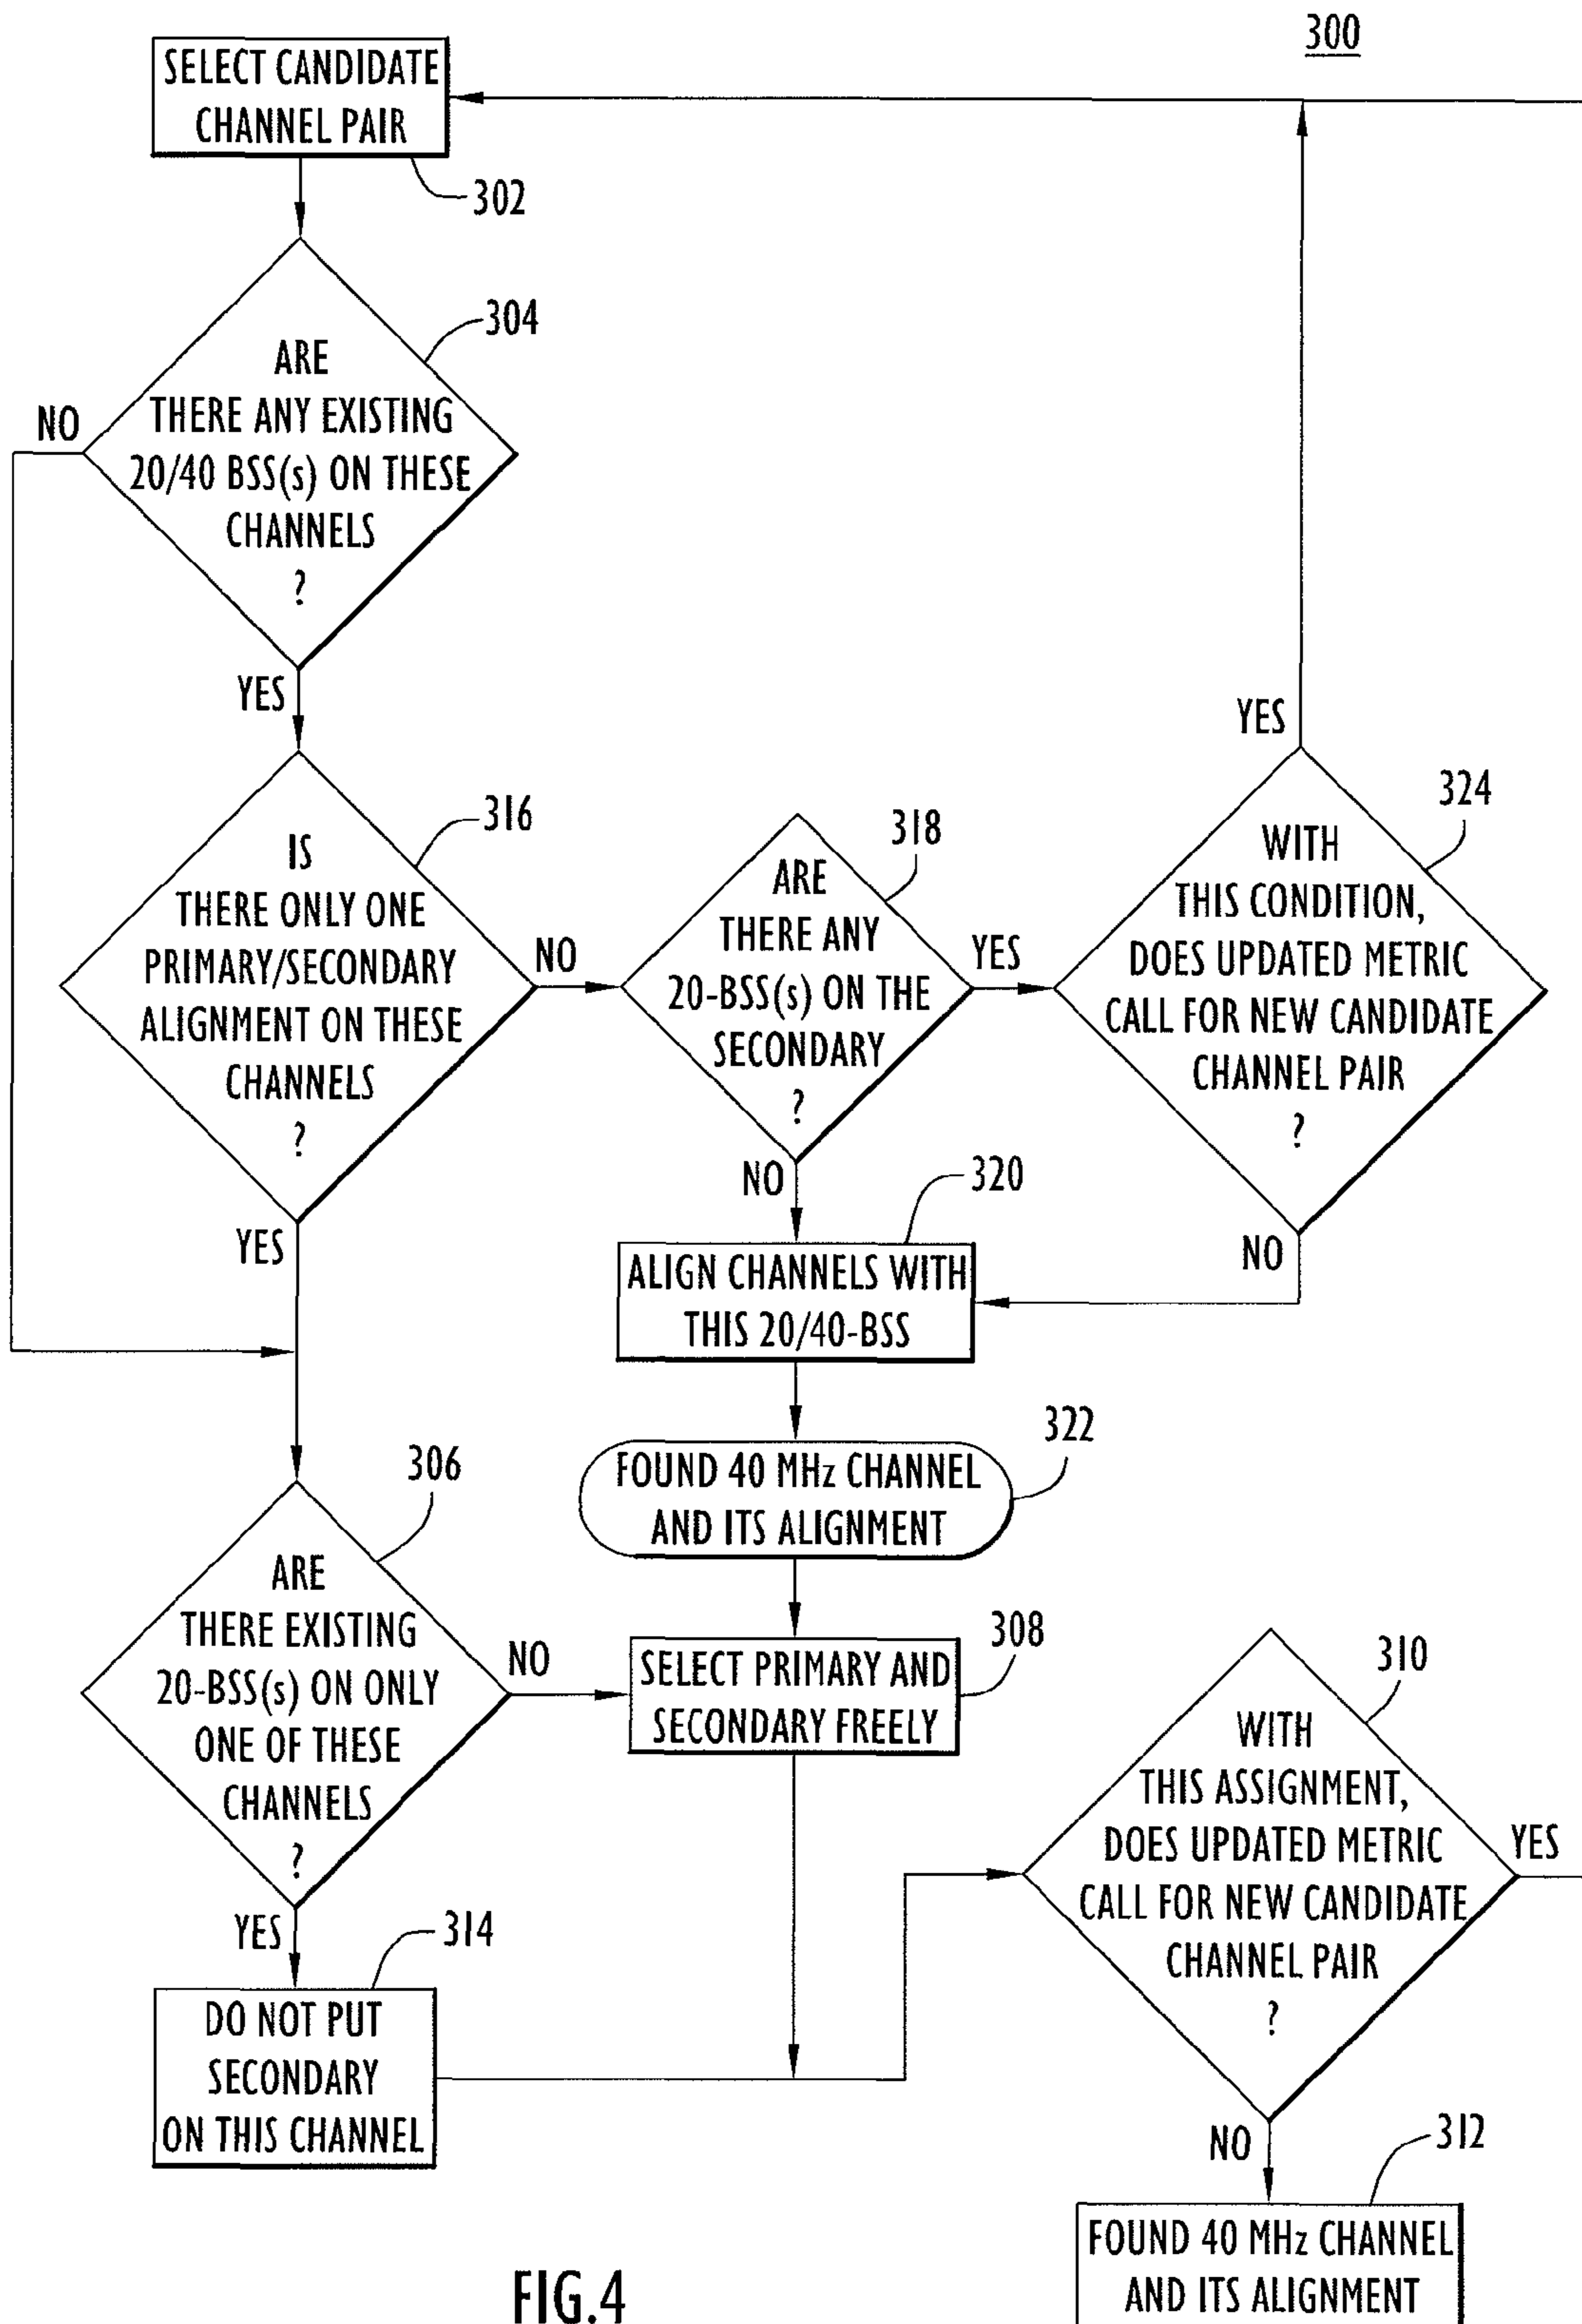 300
SELECT CANDIDATE
CHANNEL PAIR
302
304
ARE
THERE ANY EXISTING
20/40 BSS(s) ON THESE
CHANNELS
?
NO
YES
316
IS
THERE ONLY ONE
PRIMARY/SECONDARY
ALIGNMENT ON THESE
CHANNELS
?
NO
YES
318
ARE
THERE ANY
20-BSS(s) ON THE
SECONDARY
?
YES
NO
324
WITH
THIS CONDITION,
DOES UPDATED METRIC
CALL FOR NEW CANDIDATE
CHANNEL PAIR
?
YES
NO
320
ALIGN CHANNELS WITH
THIS 20/40-BSS
322
FOUND 40 MHz CHANNEL
AND ITS ALIGNMENT
306
ARE
THERE EXISTING
20-BSS(s) ON ONLY
ONE OF THESE
CHANNELS
?
NO
YES
308
SELECT PRIMARY AND
SECONDARY FREELY
310
WITH
THIS ASSIGNMENT,
DOES UPDATED METRIC
CALL FOR NEW CANDIDATE
CHANNEL PAIR
?
YES
NO
314
DO NOT PUT
SECONDARY
ON THIS CHANNEL
312
FOUND 40 MHz CHANNEL
AND ITS ALIGNMENT
FIG.4